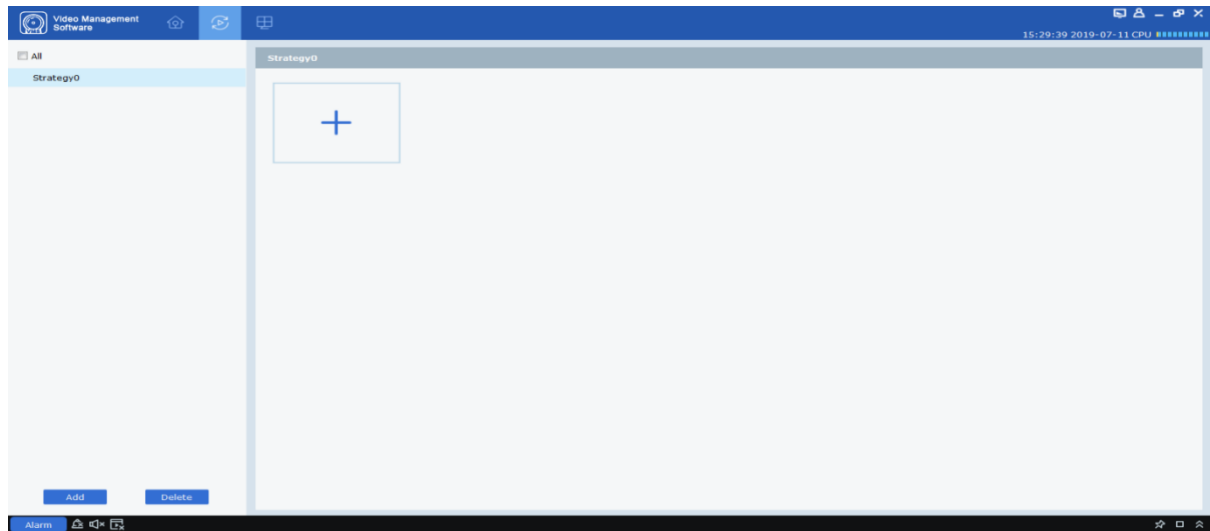 Video Management
Software
15:29:39 2019-07-11 CPU
All
Strategy0
Strategy0
Add
Delete
Alarm